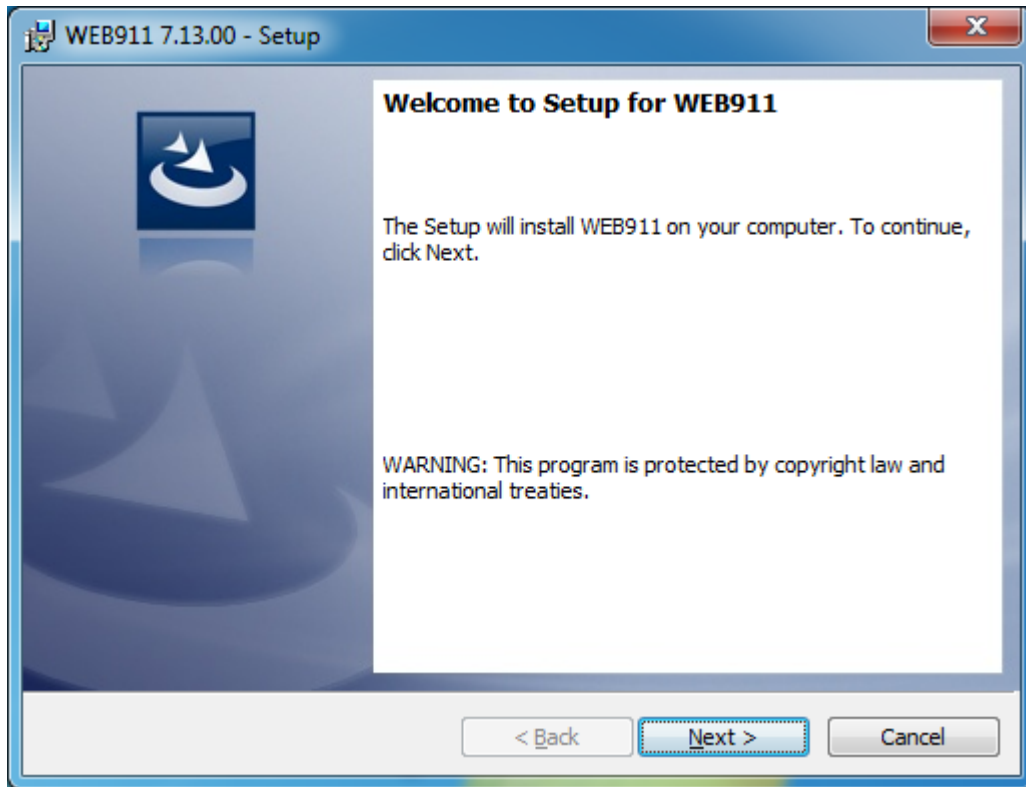 WEB911 7.13.00 - Setup
Welcome to Setup for WEB911
The Setup will install WEB911 on your computer. To continue,
click Next.
WARNING: This program is protected by copyright law and
international treaties.
< Back
Next >
Cancel